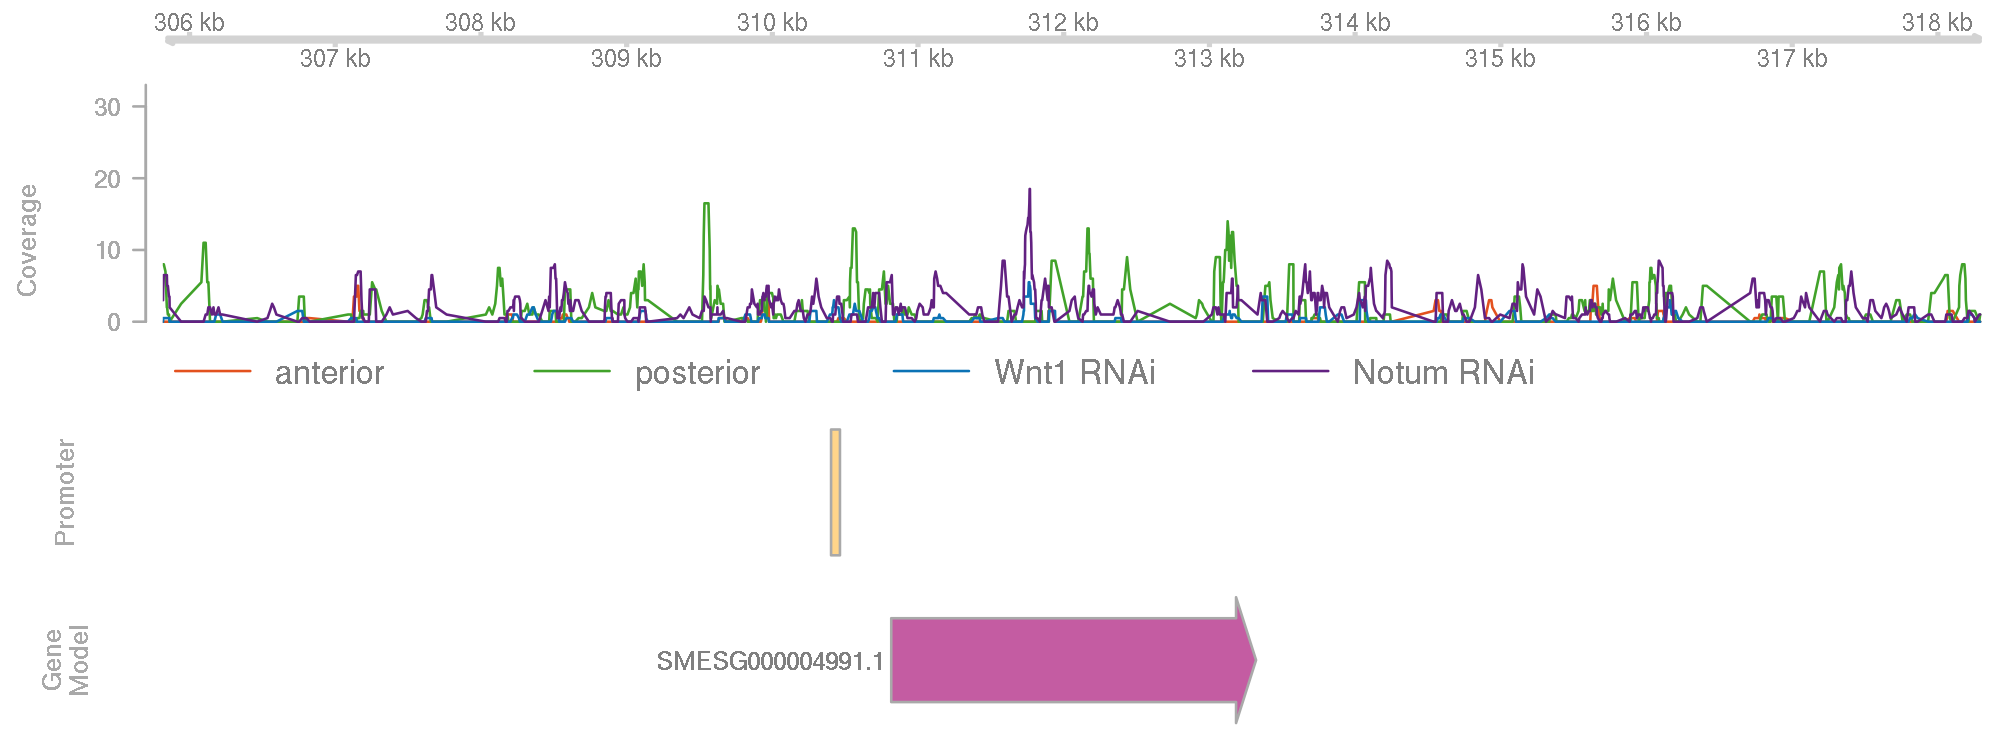 306 kb 308 kb 310 kb 312 kb 314 kb 316 kb 318 kb
307 kb 309 kb 311 kb 313 kb 315 kb 317 kb
Coverage
30
20
10
0
anterior posterior Wnt1 RNAi Notum RNAi
Promoter
Gene
Model
SMESG000004991.1